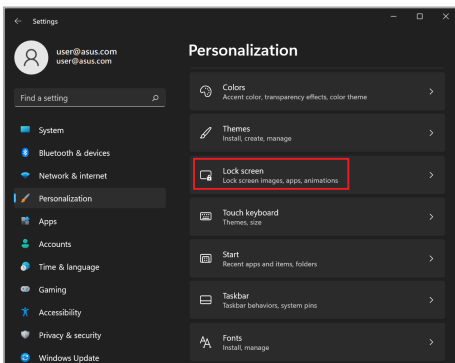 Settings
user@asus.com
user@asus.com
Find a setting
System
Bluetooth & devices
Network & internet
Personalization
Apps
Accounts
Time & language
Gaming
Accessibility
Privacy & security
Windows Update
Personalization
Colors
Accent color, transparency effects, color theme
Themes
Install, create, manage
Lock screen
Lock screen images, apps, animations
Touch keyboard
Themes, size
Start
Recent apps and items, folders
Taskbar
Taskbar behaviors, system pins
Fonts
Install, manage